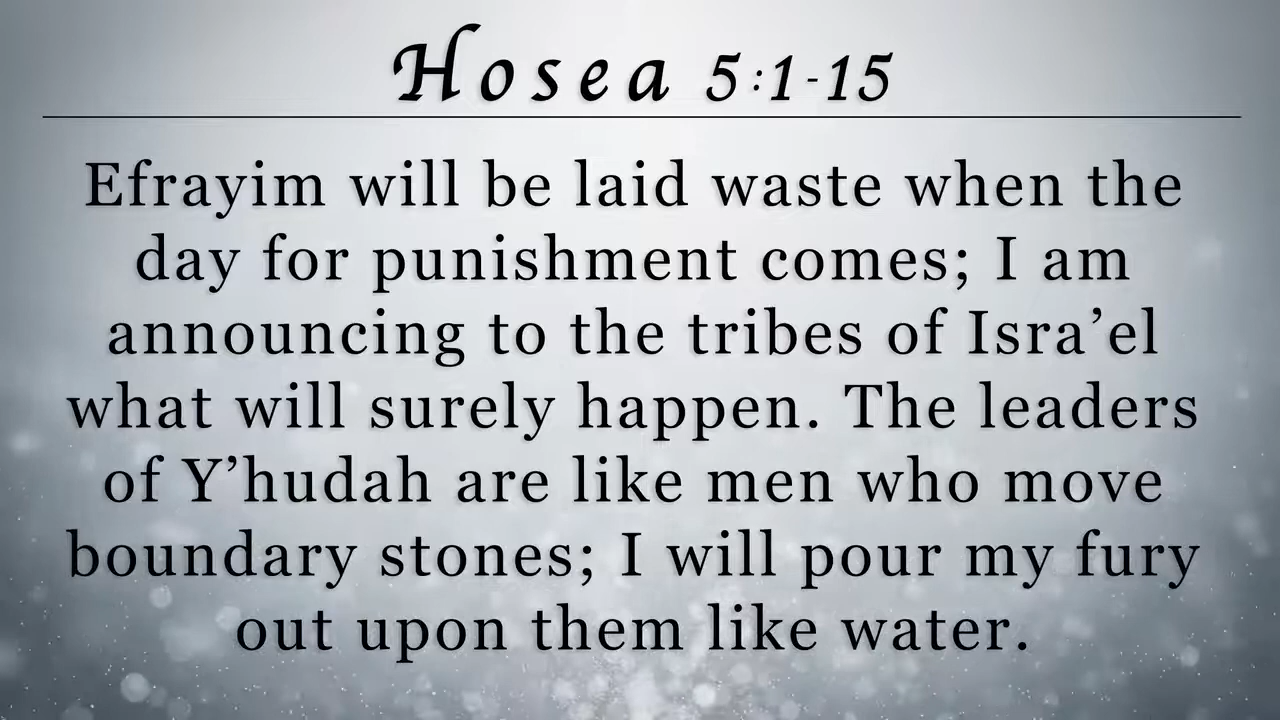 Hosea 5:1-15
Efrayim will be laid waste when the
day for punishment comes; I am
announcing to the tribes of Isra’el
what will surely happen. The leaders
of Y’hudah are like men who move
boundary stones; I will pour my fury
out upon them like water.